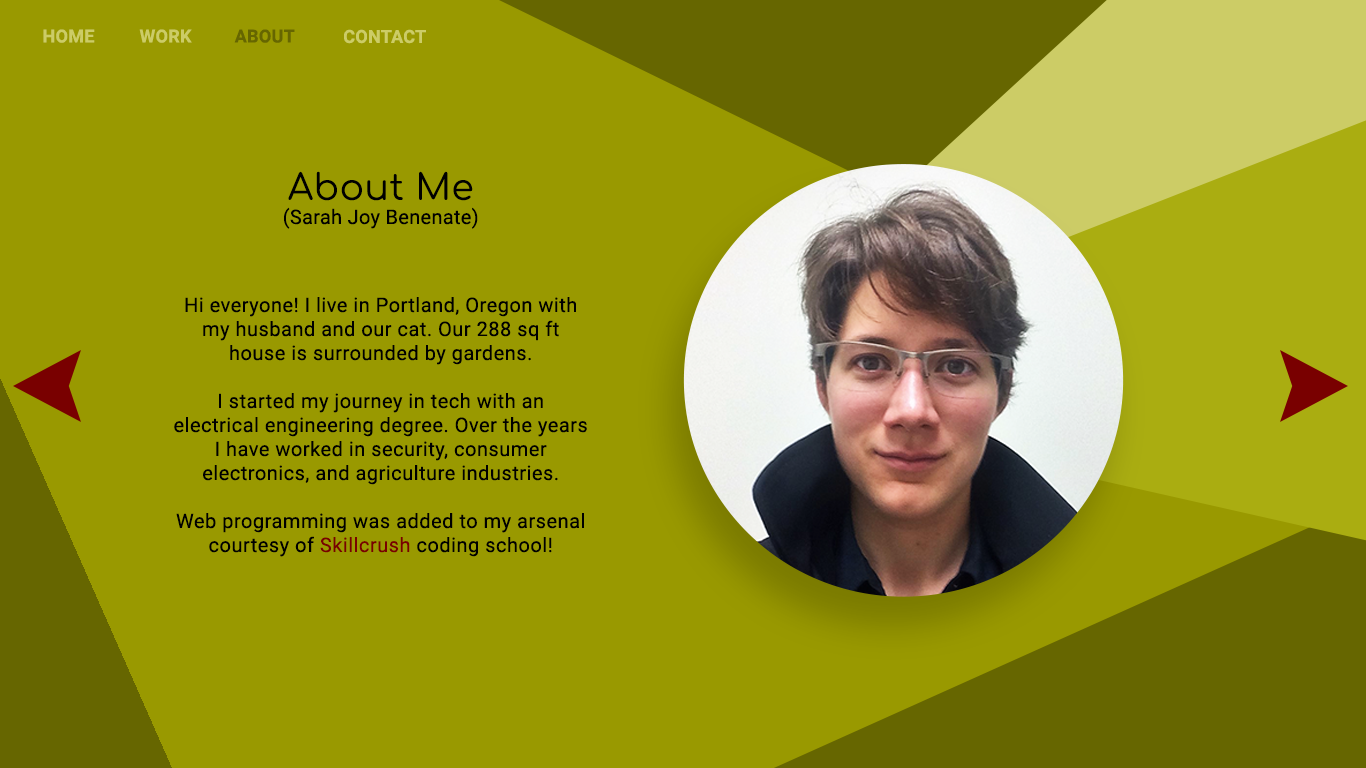 HOME WORK ABOUT CONTACT
About Me
(Sarah Joy Benenate)
Hi everyone! I live in Portland, Oregon with
my husband and our cat. Our 288 sq ft
house is surrounded by gardens.
I started my journey in tech with an
electrical engineering degree. Over the years
I have worked in security, consumer
electronics, and agriculture industries.
Web programming was added to my arsenal
courtesy of Skillcrush coding school!